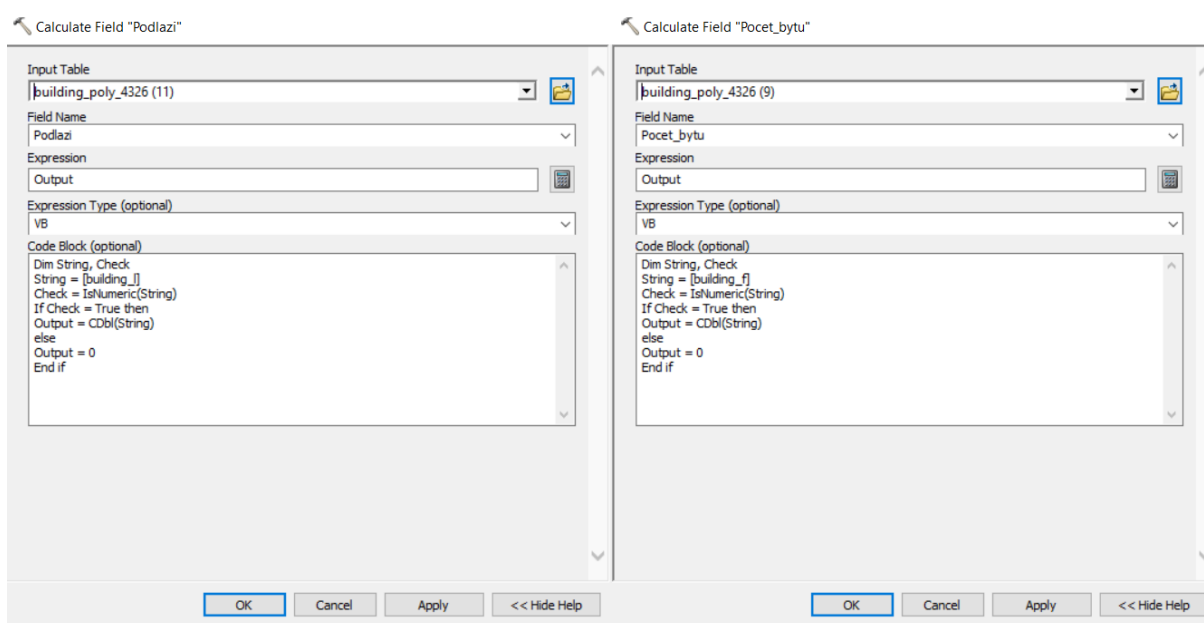 Calculate Field "Podlazi"
Input Table
building_poly_4326 (11)
Field Name
Podlazi
Expression
Output
Expression Type (optional)
VB
Code Block (optional)
Dim String, Check
String = [building_l]
Check = IsNumeric(String)
If Check = True then
Output = CDbl(String)
else
Output = 0
End if
OK
Cancel
Apply
<< Hide Help
Calculate Field "Pocet_bytu"
Input Table
building_poly_4326 (9)
Field Name
Pocet_bytu
Expression
Output
Expression Type (optional)
VB
Code Block (optional)
Dim String, Check
String = [building_f]
Check = IsNumeric(String)
If Check = True then
Output = CDbl(String)
else
Output = 0
End if
OK
Cancel
Apply
<< Hide Help